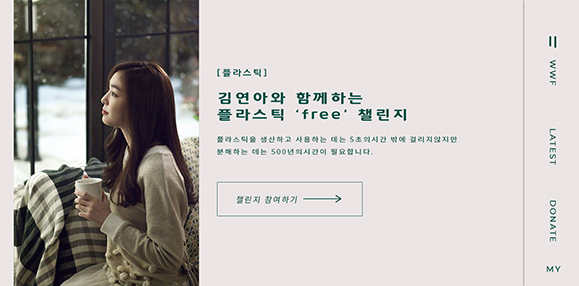 [플라스틱]
김연아와 함께하는
플라스틱 ‘free’ 챌린지
플라스틱을 생산하고 사용하는 데는 5초의시간 밖에 걸리지않지만
분해하는 데는 500년의시간이 필요합니다.
챌린지 참여하기
WWF
LATEST
DONATE
MY